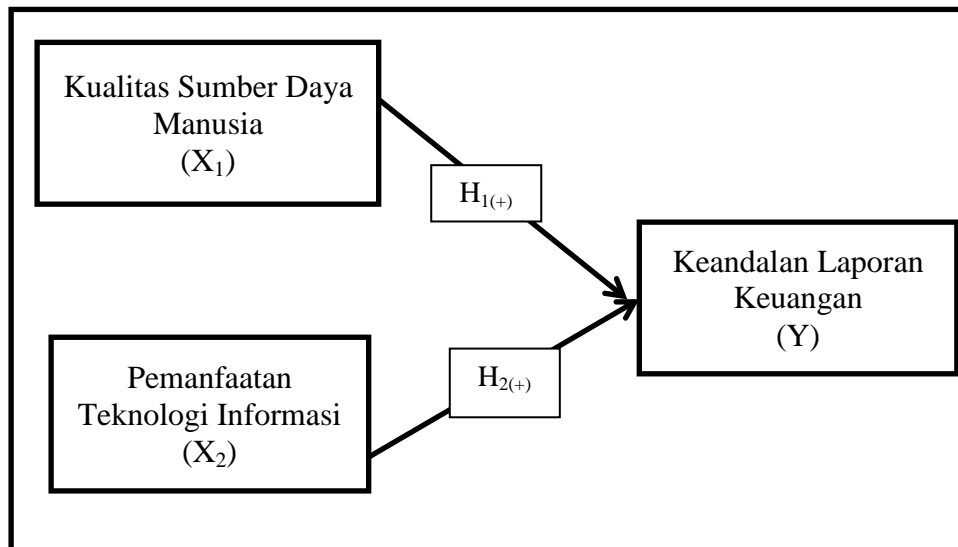 Kualitas Sumber Daya
Manusia
(X₁)
H₁₍₊₎
Keandalan Laporan
Keuangan
(Y)
Pemanfaatan
Teknologi Informasi
(X₂)
H₂₍₊₎